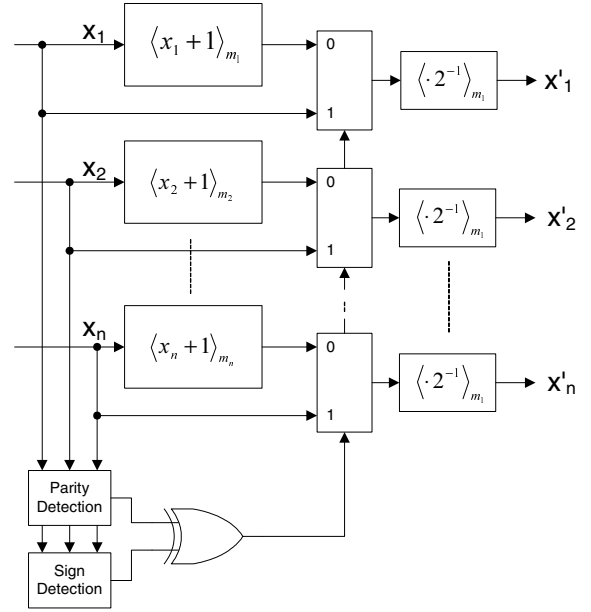 x₁ ⟨x₁ + 1⟩ₘ₁ 0 1 ⟨· 2⁻¹⟩ₘ₁ x'₁
x₂ ⟨x₂ + 1⟩ₘ₂ 0 1 ⟨· 2⁻¹⟩ₘ₁ x'₂
xₙ ⟨xₙ + 1⟩ₘₙ 0 1 ⟨· 2⁻¹⟩ₘ₁ x'ₙ
Parity
Detection
Sign
Detection